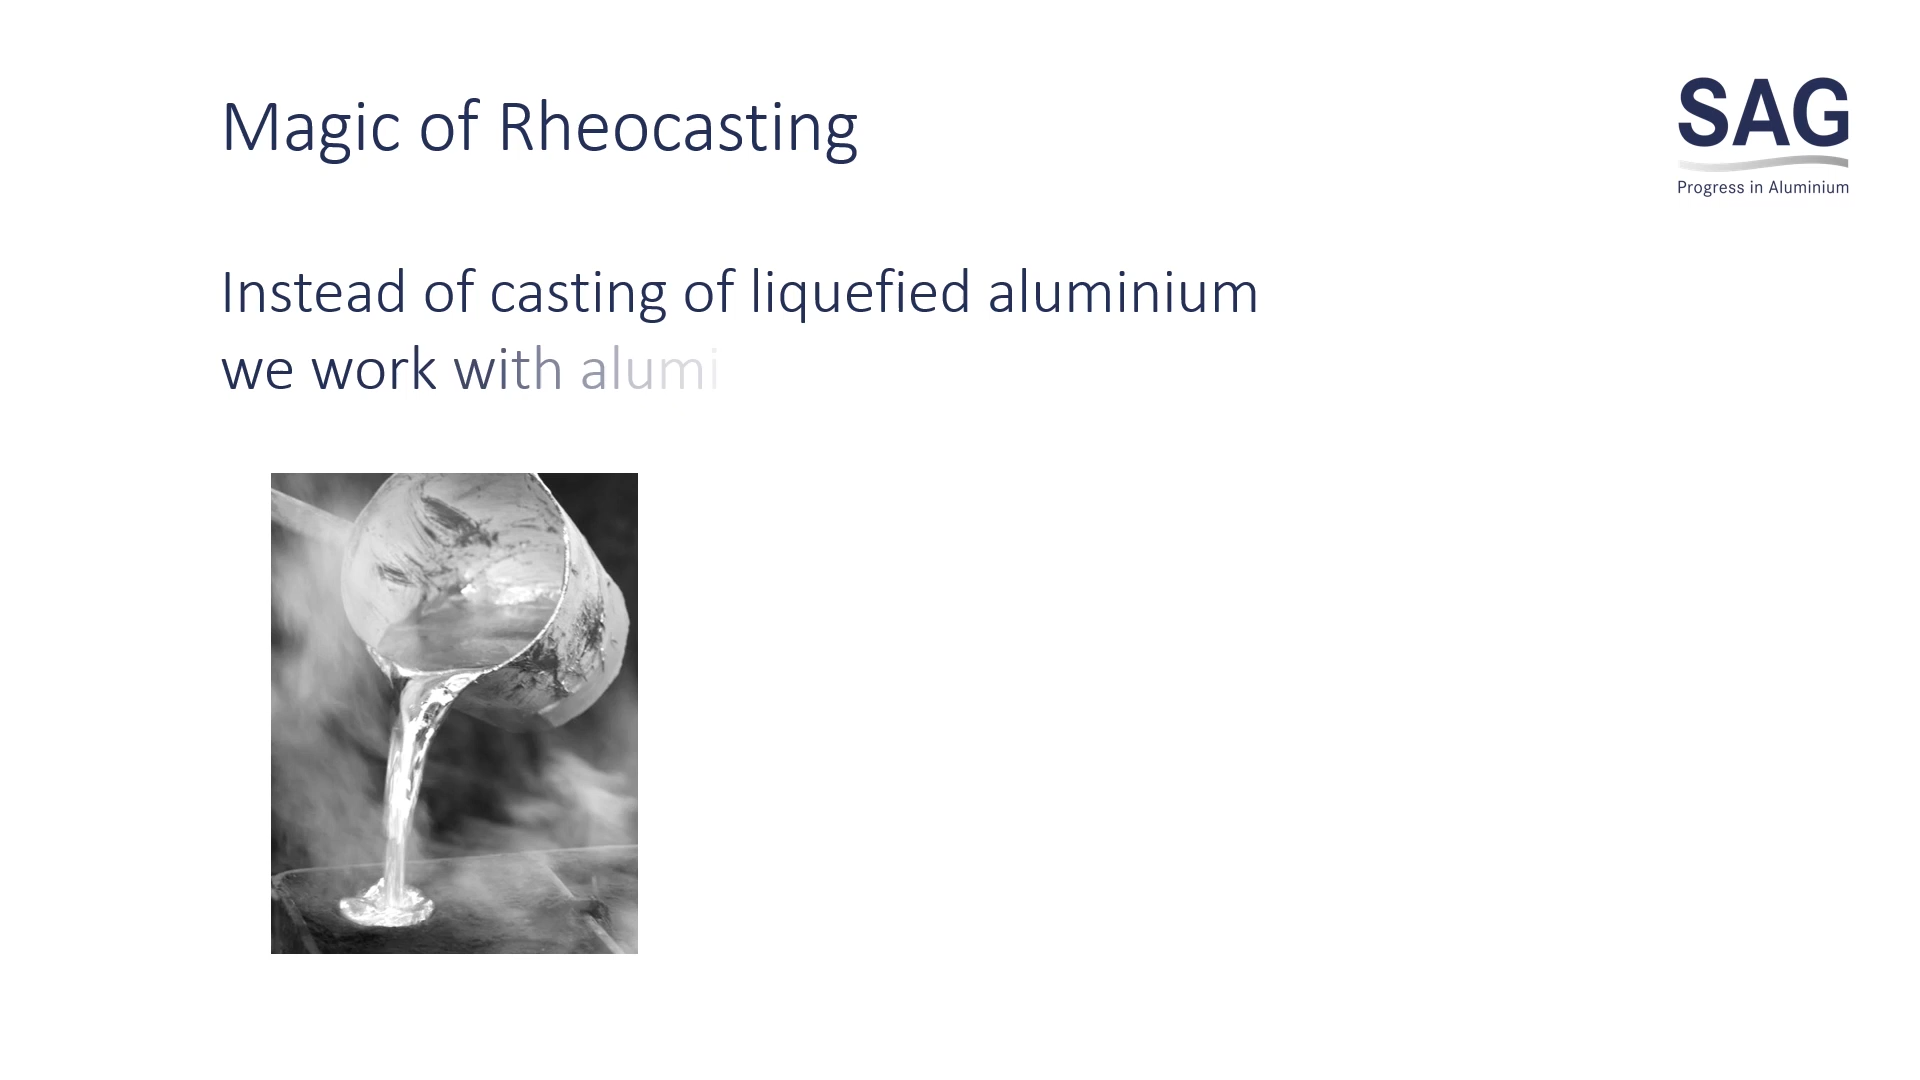 Magic of Rheocasting
SAG
Progress in Aluminium
Instead of casting of liquefied aluminium
we work with alumi